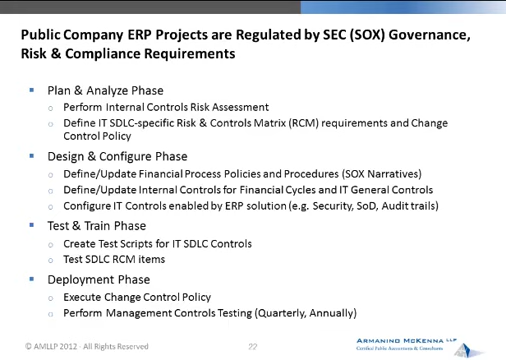 Public Company ERP Projects are Regulated by SEC (SOX) Governance,
Risk & Compliance Requirements
Plan & Analyze Phase
Perform Internal Controls Risk Assessment
Define IT SDLC-specific Risk & Controls Matrix (RCM) requirements and Change
Control Policy
Design & Configure Phase
Define/Update Financial Process Policies and Procedures (SOX Narratives)
Define/Update Internal Controls for Financial Cycles and IT General Controls
Configure IT Controls enabled by ERP solution (e.g. Security, SoD, Audit trails)
Test & Train Phase
Create Test Scripts for IT SDLC Controls
Test SDLC RCM items
Deployment Phase
Execute Change Control Policy
Perform Management Controls Testing (Quarterly, Annually)
© AMLLP 2012 - All Rights Reserved
22
ARMANINO MCKENNA LLP
Certified Public Accountants & Consultants